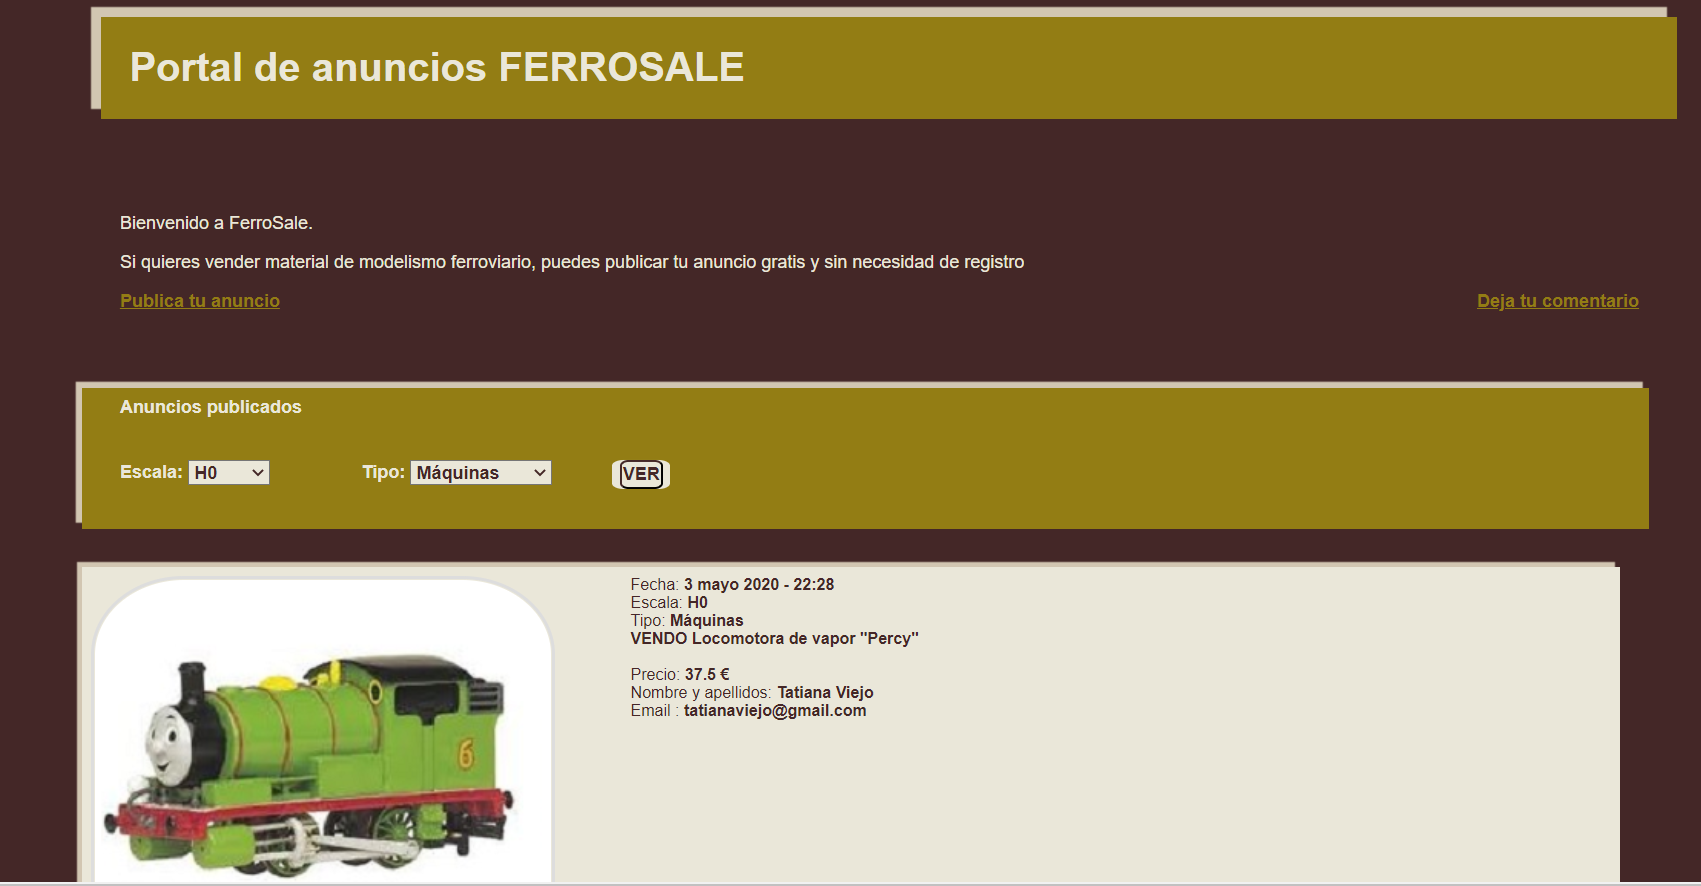 Portal de anuncios FERROSALE
Bienvenido a FerroSale.
Si quieres vender material de modelismo ferroviario, puedes publicar tu anuncio gratis y sin necesidad de registro
Publica tu anuncio
Deja tu comentario
Anuncios publicados
Escala: H0 Tipo: Máquinas VER
Fecha: 3 mayo 2020 - 22:28
Escala: H0
Tipo: Máquinas
VENDO Locomotora de vapor "Percy"
Precio: 37.5 €
Nombre y apellidos: Tatiana Viejo
Email : tatianaviejo@gmail.com
6